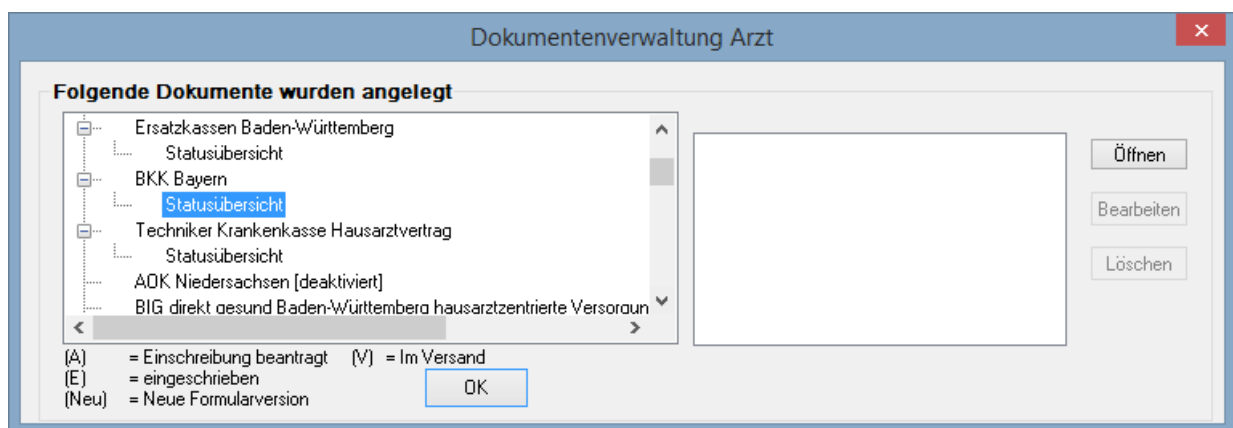 Dokumentenverwaltung Arzt
Folgende Dokumente wurden angelegt
Ersatzkassen Baden-Württemberg
Statusübersicht
BKK Bayern
Statusübersicht
Techniker Krankenkasse Hausarztvertrag
Statusübersicht
AOK Niedersachsen [deaktiviert]
BIG direkt gesund Baden-Württemberg hausarztzentrierte Versorgun
Öffnen
Bearbeiten
Löschen
(A) = Einschreibung beantragt (V) = Im Versand
(E) = eingeschrieben
(Neu) = Neue Formularversion
OK